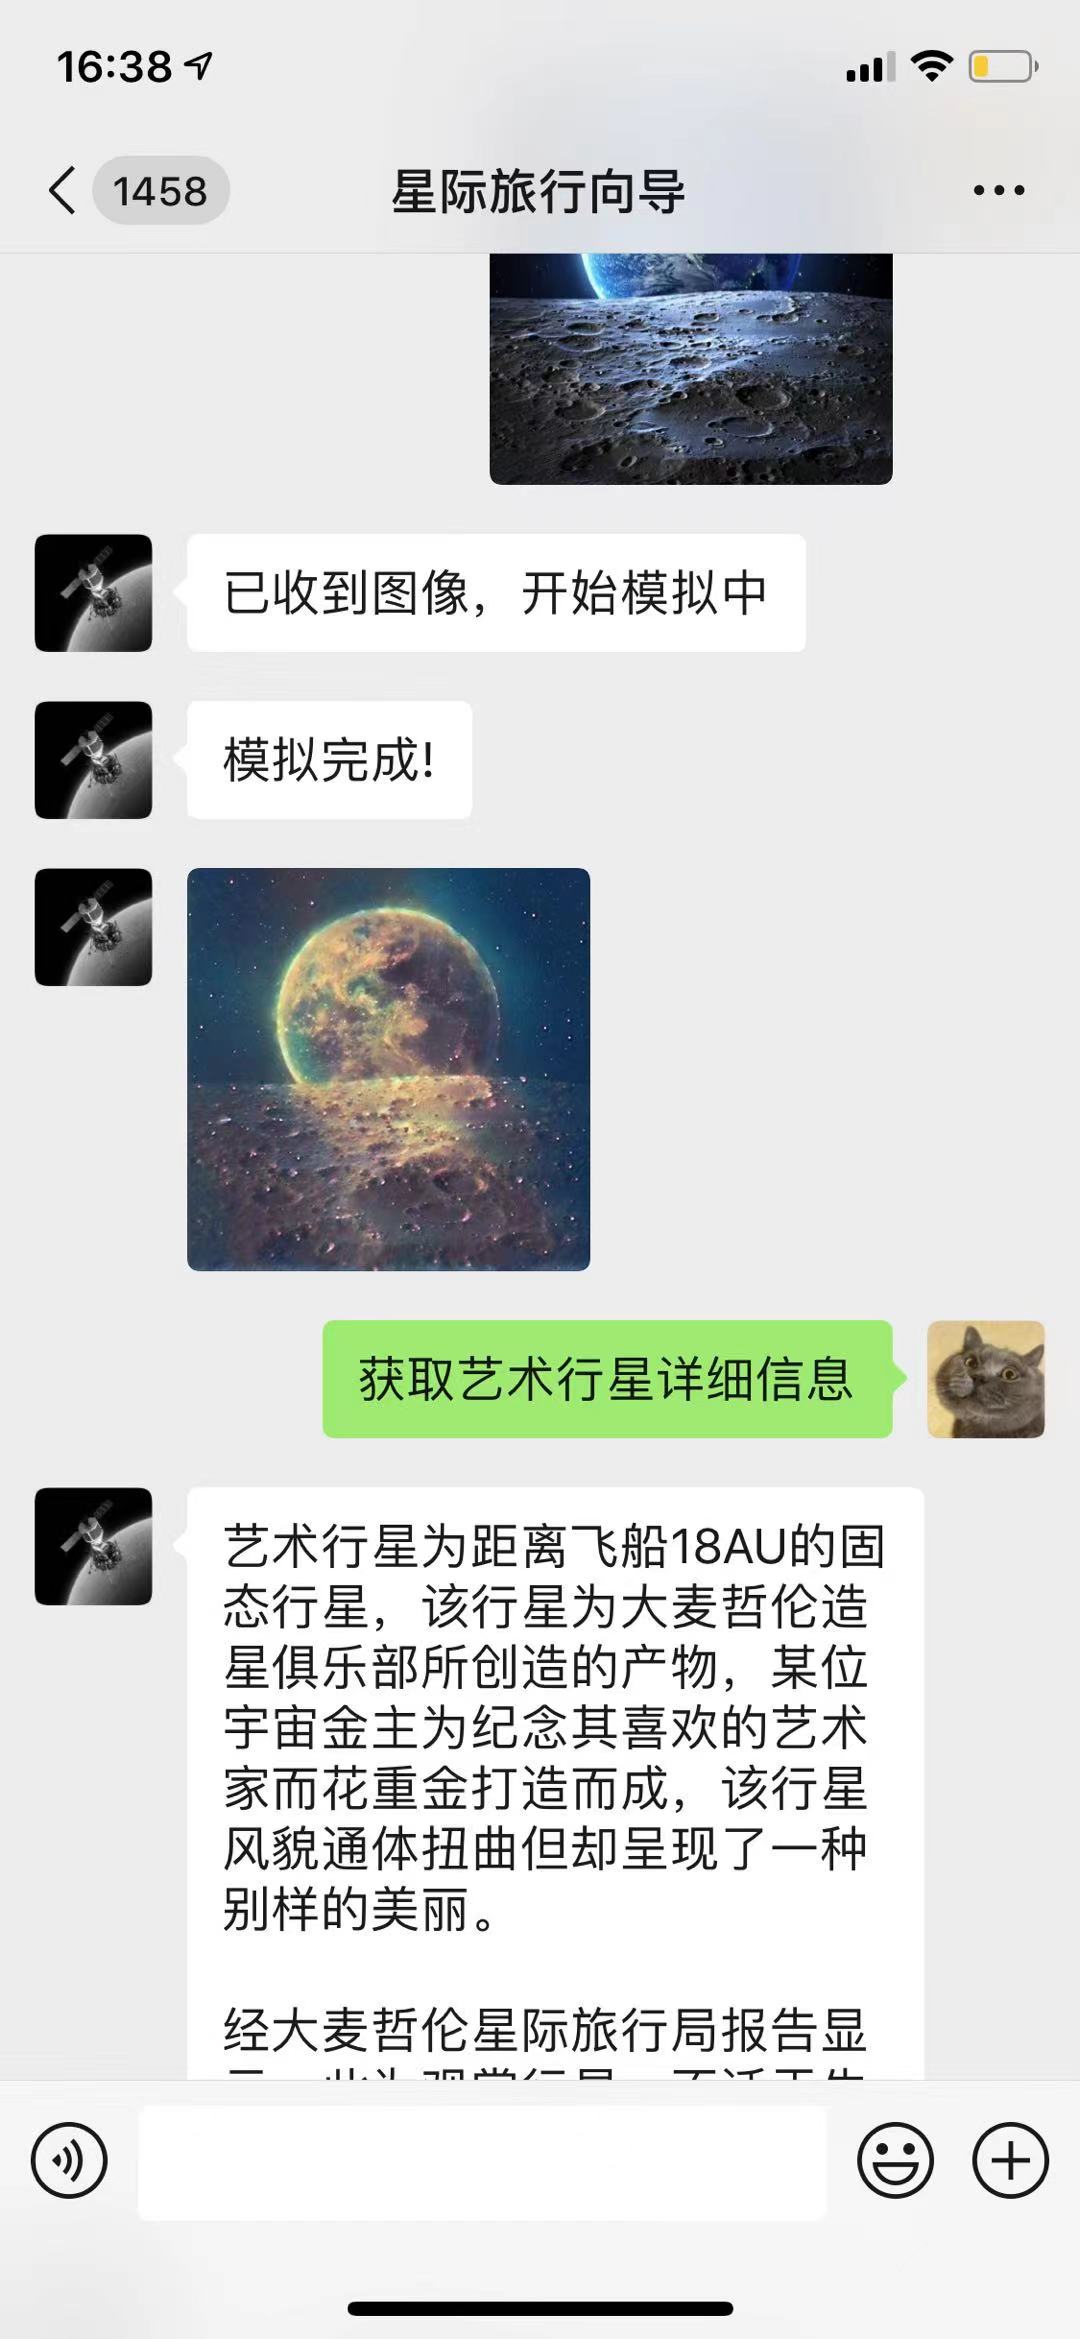 16:38
1458
星际旅行向导
已收到图像，开始模拟中
模拟完成!
获取艺术行星详细信息
艺术行星为距离飞船18AU的固
态行星，该行星为大麦哲伦造
星俱乐部所创造的产物，某位
宇宙金主为纪念其喜欢的艺术
家而花重金打造而成，该行星
风貌通体扭曲但却呈现了一种
别样的美丽。
经大麦哲伦星际旅行局报告显